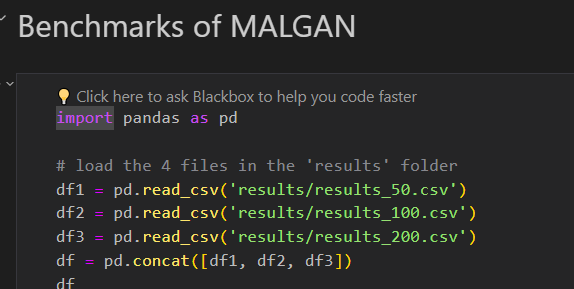 Benchmarks of MALGAN
💡 Click here to ask Blackbox to help you code faster
import pandas as pd
# load the 4 files in the 'results' folder
df1 = pd.read_csv('results/results_50.csv')
df2 = pd.read_csv('results/results_100.csv')
df3 = pd.read_csv('results/results_200.csv')
df = pd.concat([df1, df2, df3])
df